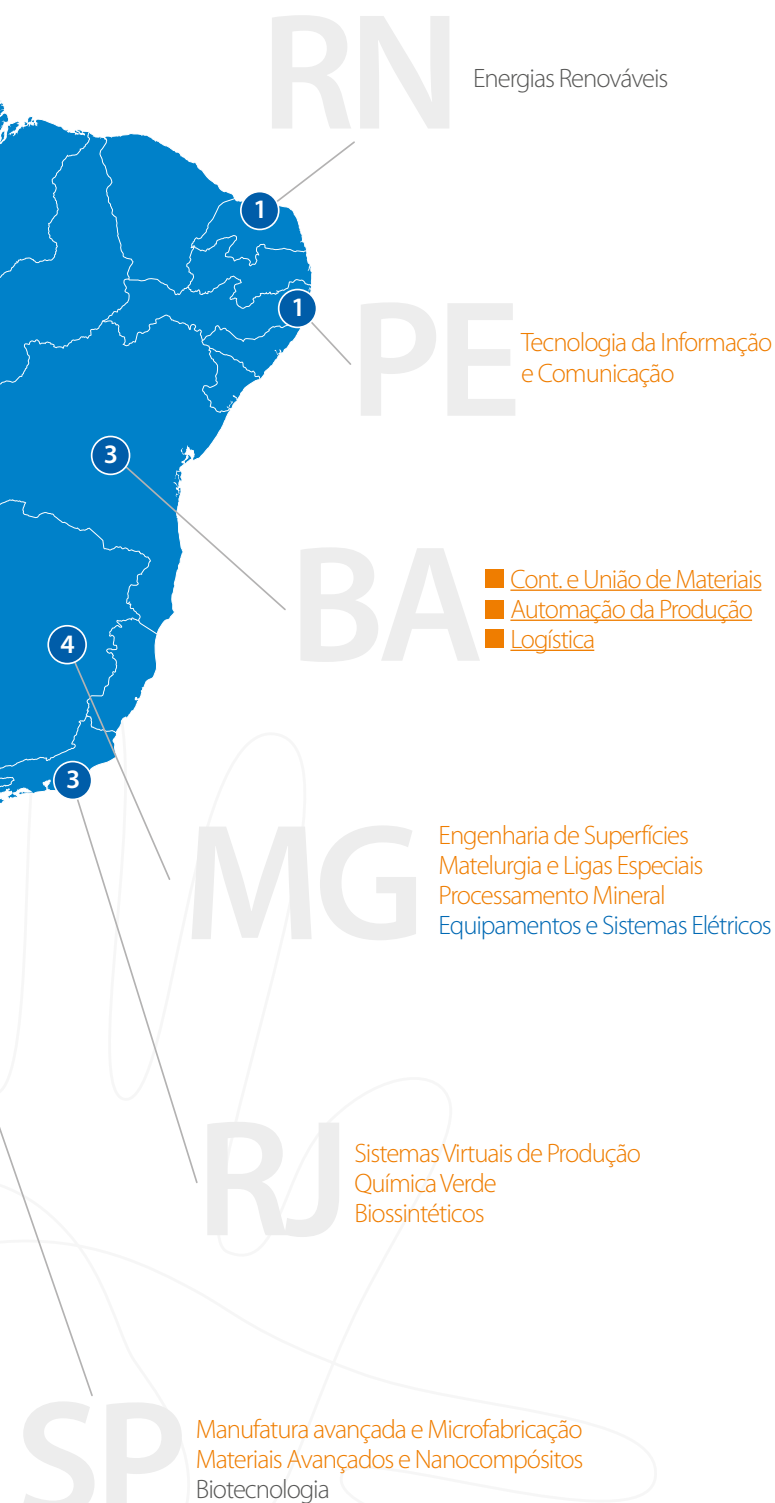 RN
Energias Renováveis
1
1
PE
Tecnologia da Informação
e Comunicação
3
BA
Cont. e União de Materiais
Automação da Produção
Logística
4
3
MG
Engenharia de Superfícies
Matelurgia e Ligas Especiais
Processamento Mineral
Equipamentos e Sistemas Elétricos
RJ
Sistemas Virtuais de Produção
Química Verde
Biossintéticos
SP
Manufatura avançada e Microfabricação
Materiais Avançados e Nanocompósitos
Biotecnologia